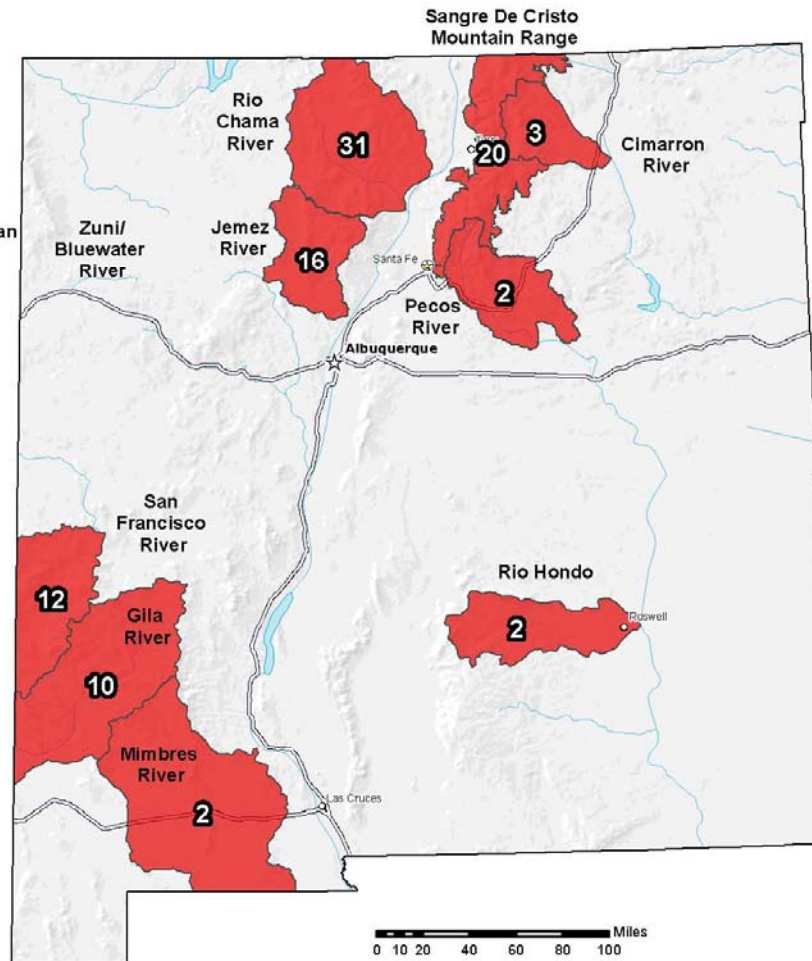 Sangre De Cristo
Mountain Range
Rio
Chama
River
31
20
3
Cimarron
River
an
Zuni/
Bluewater
River
Jemez
River
16
Santa Fe
2
Pecos
River
Albuquerque
San
Francisco
River
12
Gila
River
10
Rio Hondo
2
Roswell
Mimbres
River
2
Las Cruces
Miles
0 10 20 40 60 80 100